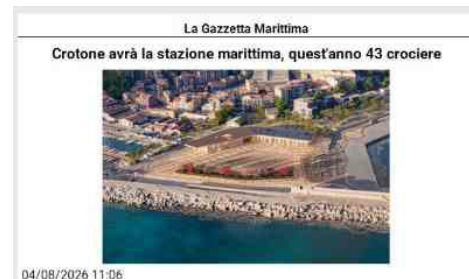 La Gazzetta Marittima
Crotone avrà la stazione marittima, quest'anno 43 crociere
04/08/2026 11:06